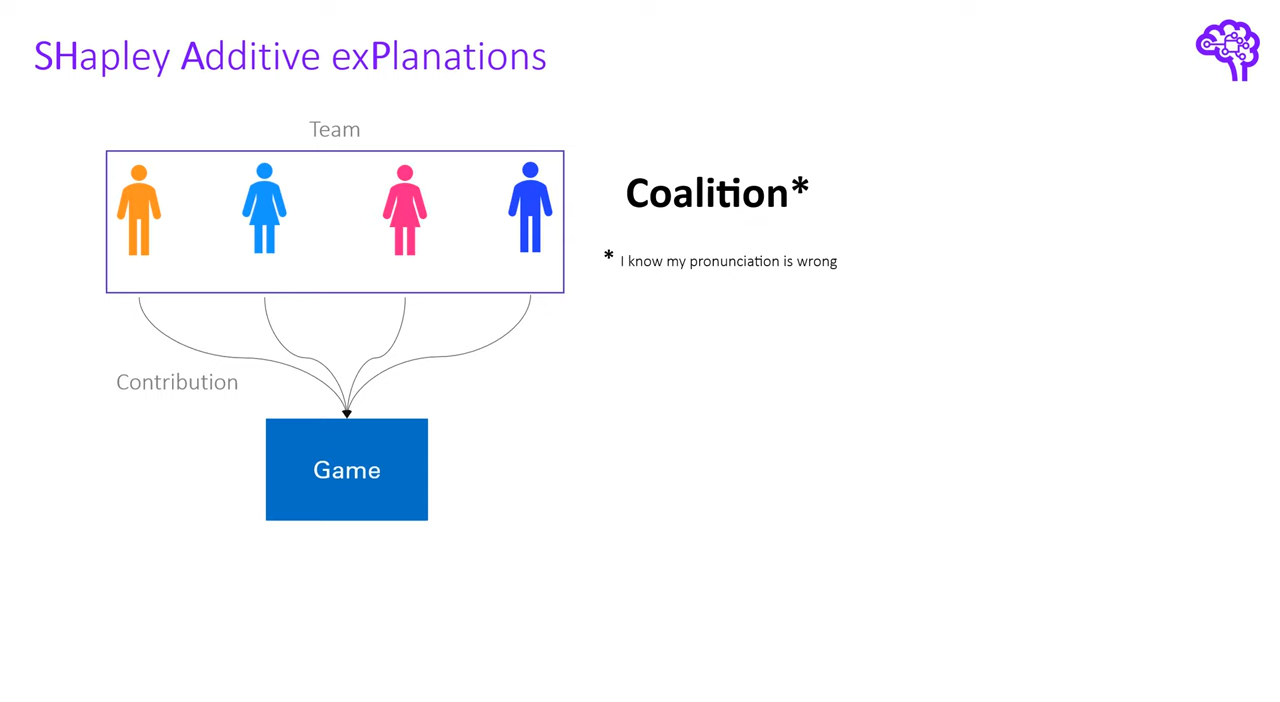 SHapley Additive exPlanations
Team
Coalition*
* I know my pronunciation is wrong
Contribution
Game